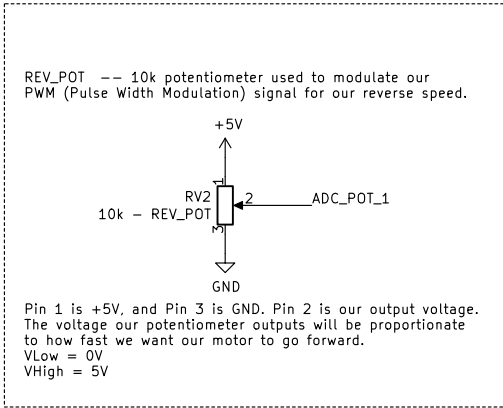 REV_POT -- 10k potentiometer used to modulate our
PWM (Pulse Width Modulation) signal for our reverse speed.
+5V
1
RV2
2
ADC_POT_1
10k - REV_POT
3
GND
Pin 1 is +5V, and Pin 3 is GND. Pin 2 is our output voltage.
The voltage our potentiometer outputs will be proportionate
to how fast we want our motor to go forward.
VLow = 0V
VHigh = 5V